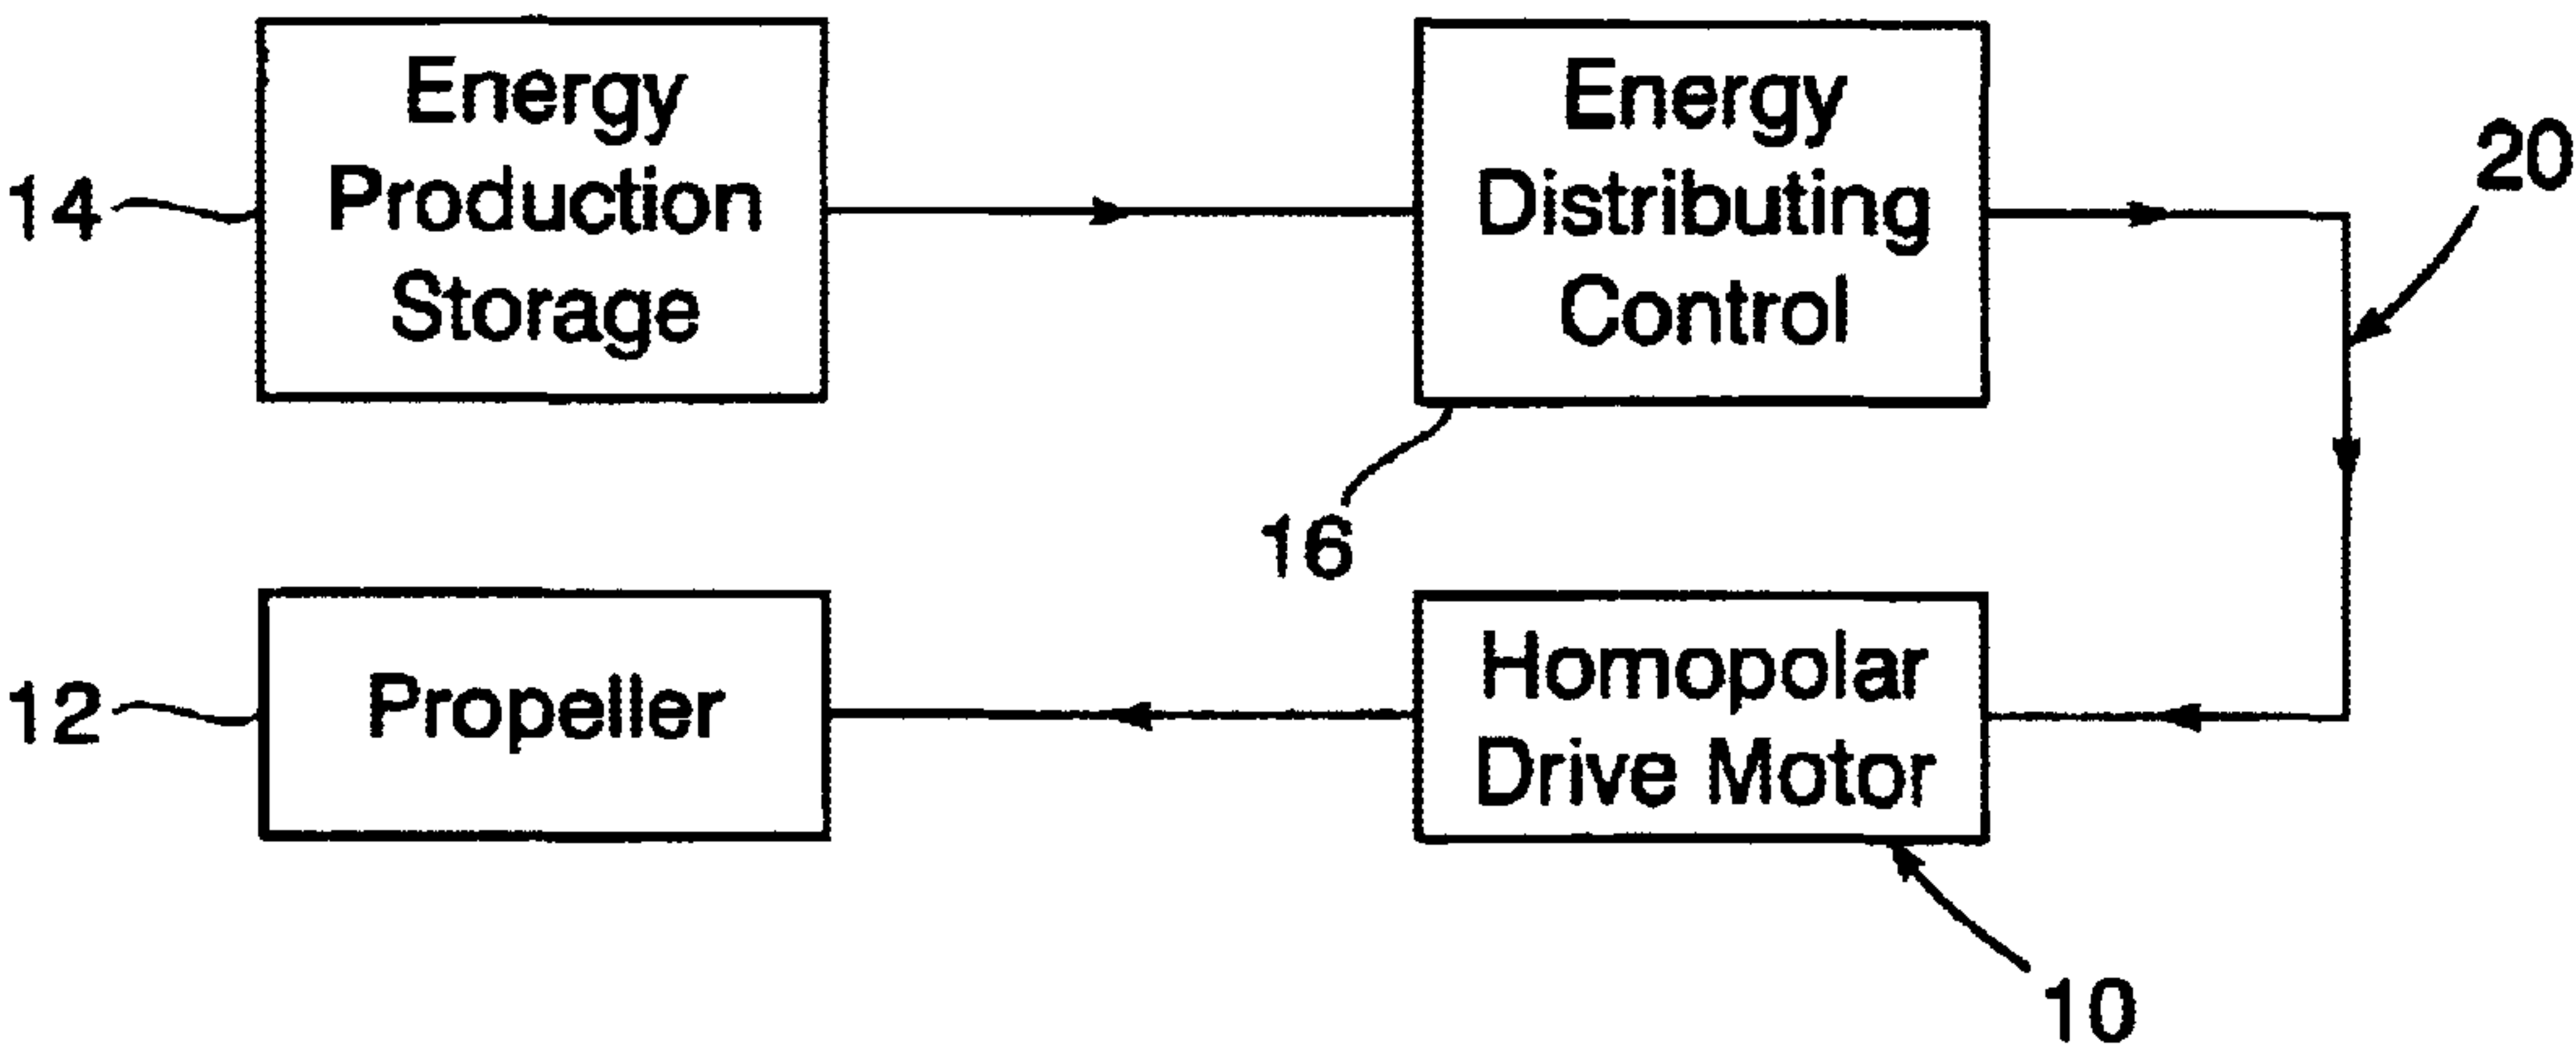 Energy
Production
Storage
14
Energy
Distributing
Control
20
16
Propeller
12
Homopolar
Drive Motor
10